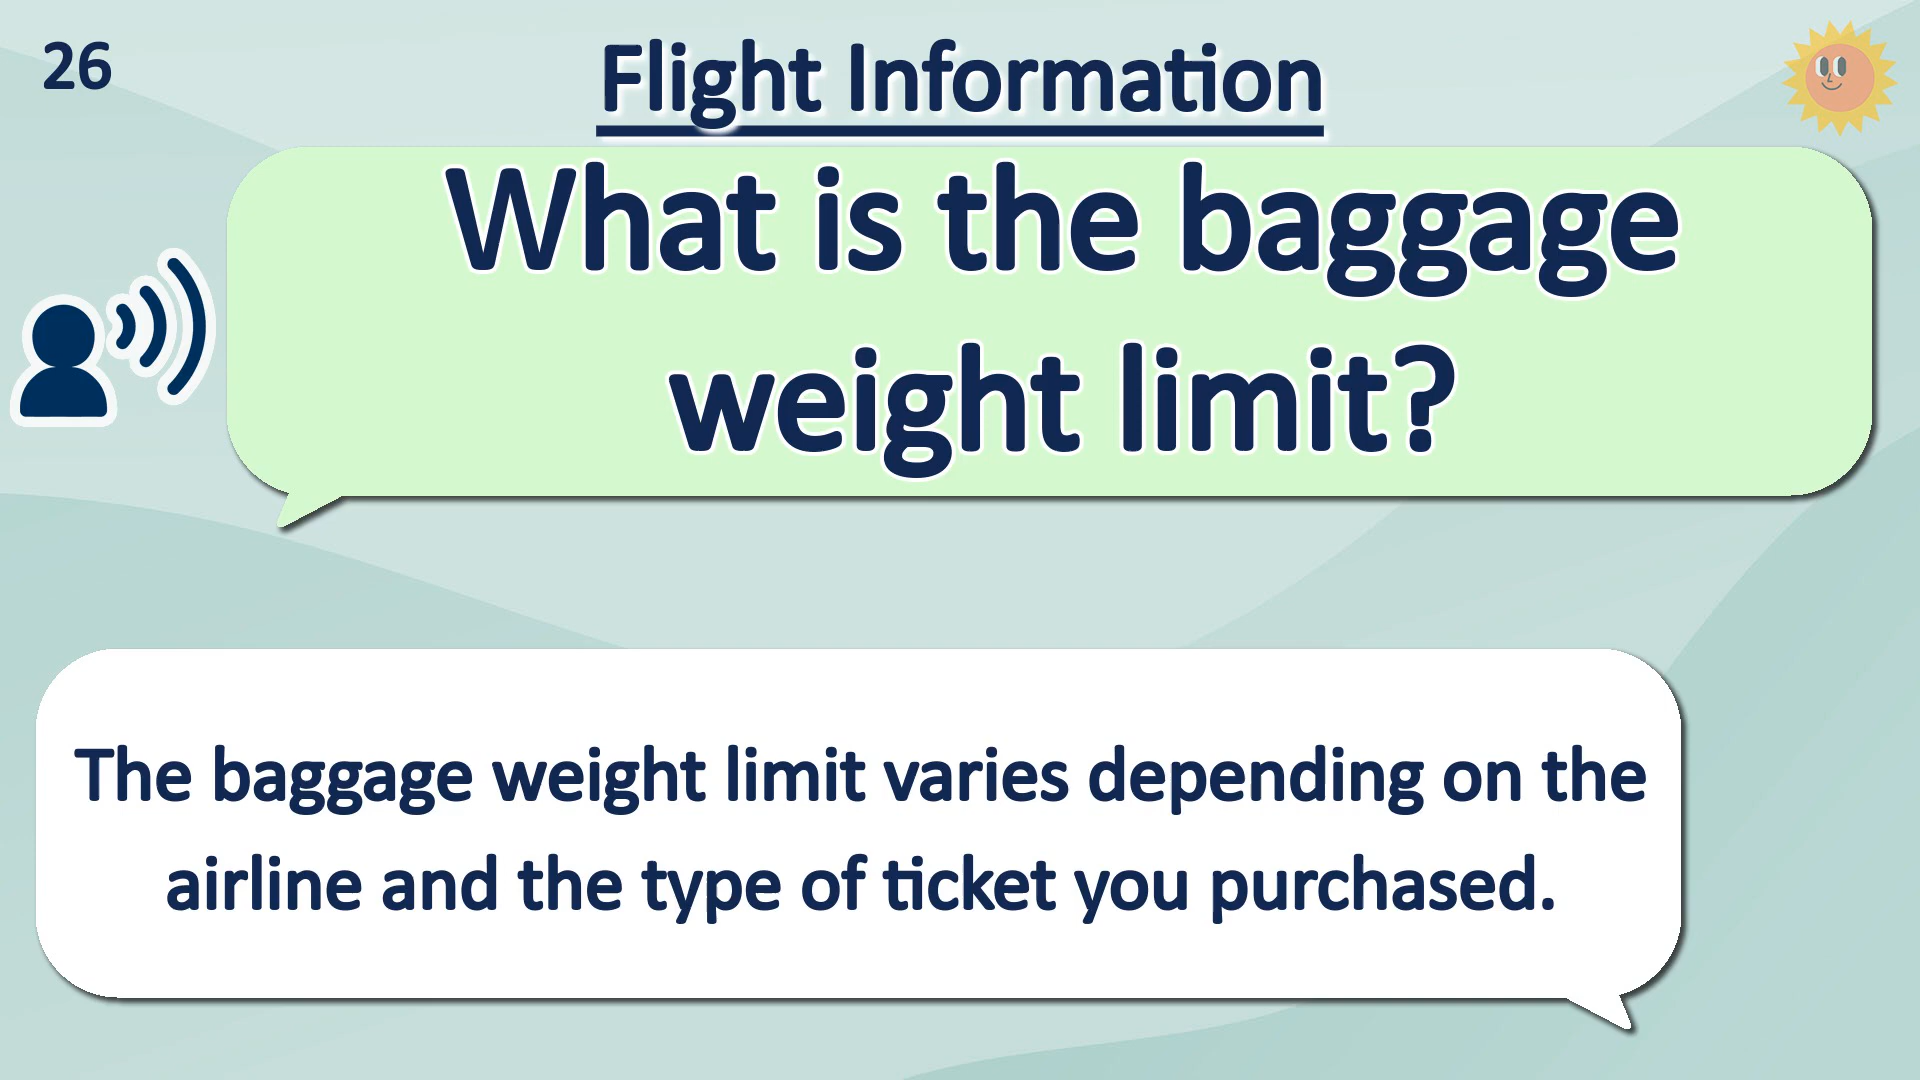 26
Flight Information
What is the baggage
weight limit?
The baggage weight limit varies depending on the
airline and the type of ticket you purchased.